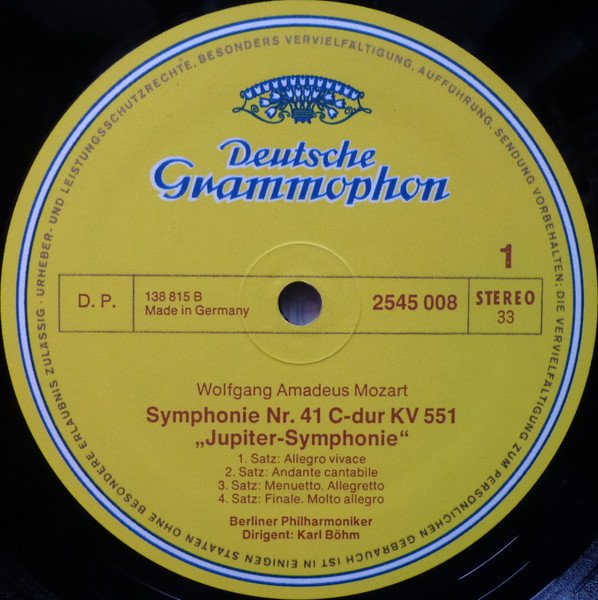 URHEBER- UND LEISTUNGSSCHUTZRECHTE, BESONDERS VERVIELFÄLTIGUNG, AUFFÜHRUNG, SENDUNG VORBEHALTEN; DIE VERVIELFÄLTIGUNG ZUM PERSÖNLICHEN GEBRAUCH IST IN EINIGEN STAATEN OHNE BESONDERE ERLAUBNIS ZULÄSSIG ·
Deutsche
Grammophon
1
D. P.
138 815 B
Made in Germany
2545 008
STEREO
33
Wolfgang Amadeus Mozart
Symphonie Nr. 41 C-dur KV 551
„Jupiter-Symphonie“
1. Satz: Allegro vivace
2. Satz: Andante cantabile
3. Satz: Menuetto. Allegretto
4. Satz: Finale. Molto allegro
Berliner Philharmoniker
Dirigent: Karl Böhm